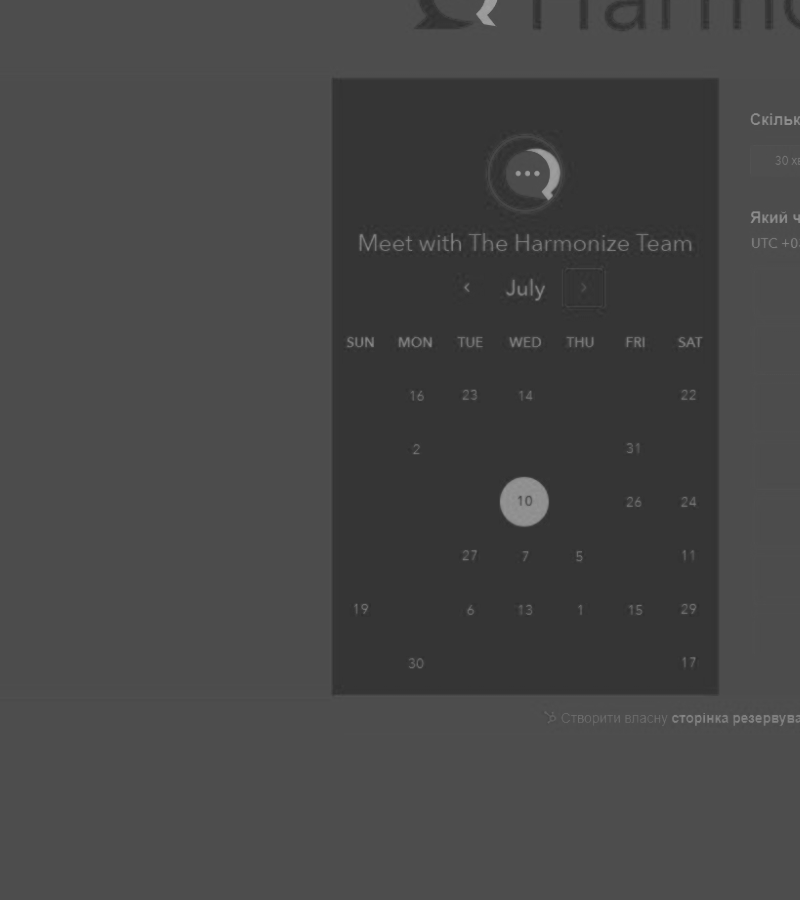 Harmo
Meet with The Harmonize Team
July
SUN MON TUE WED THU FRI SAT
16 23 14 22
2 31
10 26 24
27 7 5 11
19 6 13 1 15 29
30 17
Скільк
30 хв
Який ч
UTC +0
Створити власну сторінка резервува